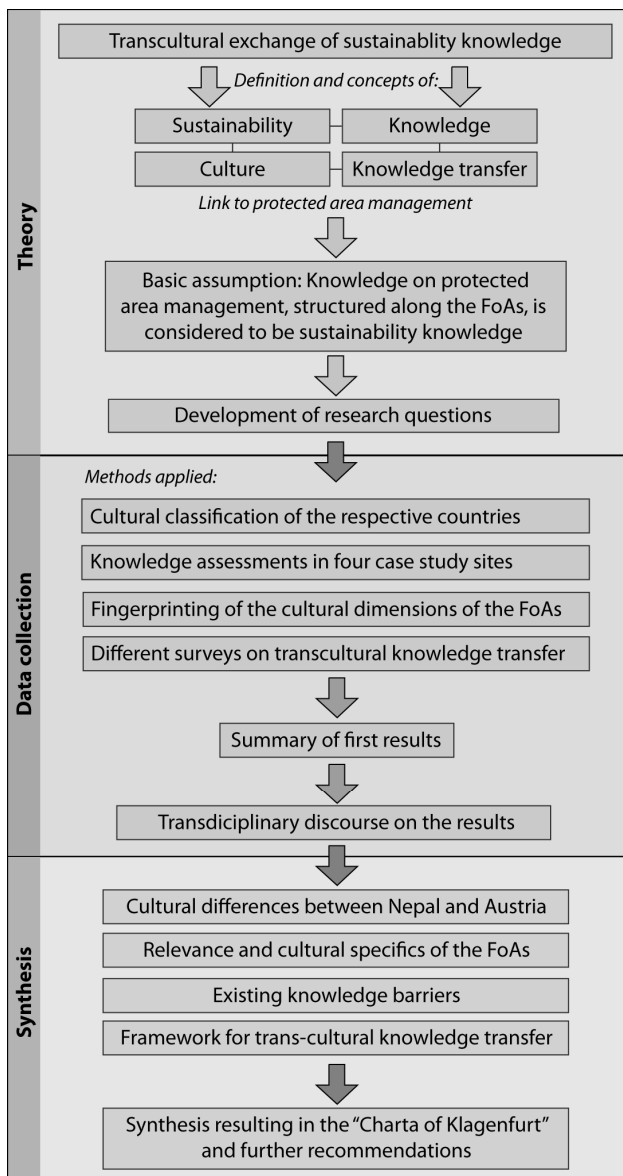 Theory
Transcultural exchange of sustainablity knowledge
Definition and concepts of:
Sustainability
Knowledge
Culture
Knowledge transfer
Link to protected area management
Basic assumption: Knowledge on protected
area management, structured along the FoAs, is
considered to be sustainability knowledge
Development of research questions
Data collection
Methods applied:
Cultural classification of the respective countries
Knowledge assessments in four case study sites
Fingerprinting of the cultural dimensions of the FoAs
Different surveys on transcultural knowledge transfer
Summary of first results
Transdiciplinary discourse on the results
Synthesis
Cultural differences between Nepal and Austria
Relevance and cultural specifics of the FoAs
Existing knowledge barriers
Framework for trans-cultural knowledge transfer
Synthesis resulting in the “Charta of Klagenfurt”
and further recommendations